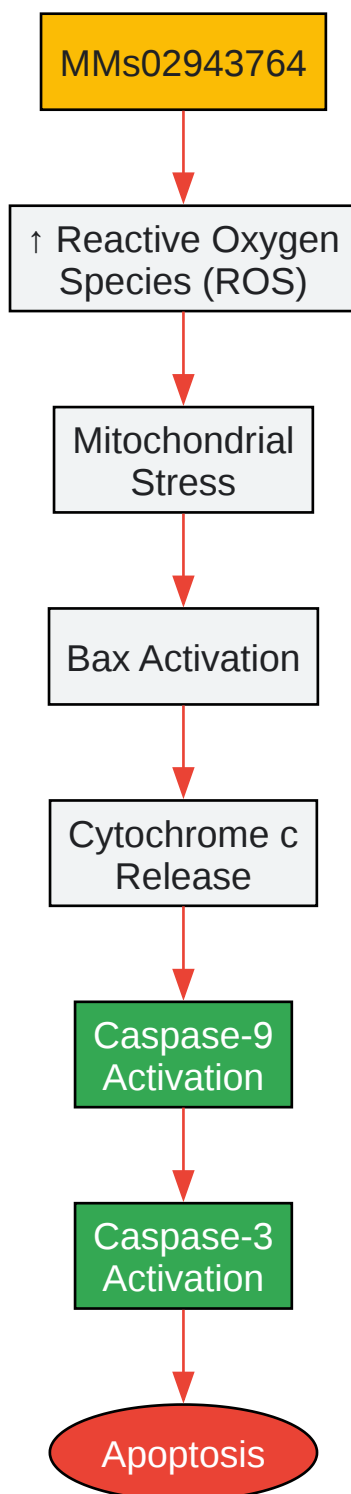 MMs02943764
↑ Reactive Oxygen
Species (ROS)
Mitochondrial
Stress
Bax Activation
Cytochrome c
Release
Caspase-9
Activation
Caspase-3
Activation
Apoptosis